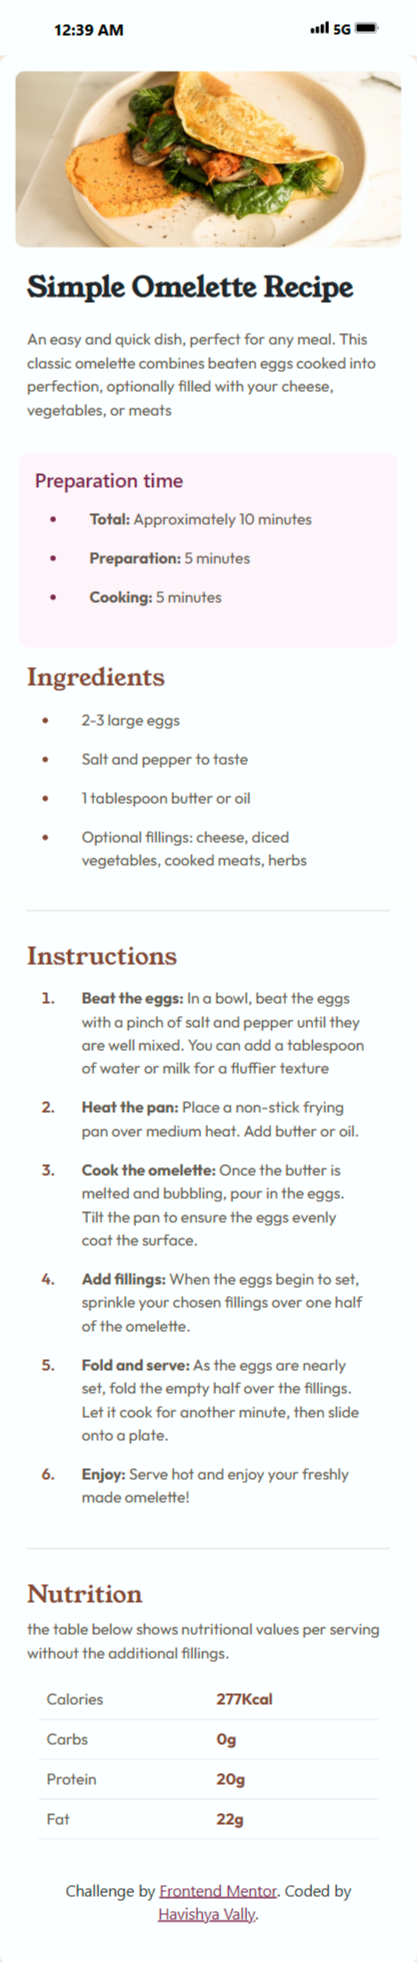 12:39 AM 5G
Simple Omelette Recipe
An easy and quick dish, perfect for any meal. This
classic omelette combines beaten eggs cooked into
perfection, optionally filled with your cheese,
vegetables, or meats
Preparation time
• Total: Approximately 10 minutes
• Preparation: 5 minutes
• Cooking: 5 minutes
Ingredients
• 2-3 large eggs
• Salt and pepper to taste
• 1 tablespoon butter or oil
• Optional fillings: cheese, diced
vegetables, cooked meats, herbs
Instructions
1. Beat the eggs: In a bowl, beat the eggs
with a pinch of salt and pepper until they
are well mixed. You can add a tablespoon
of water or milk for a fluffier texture
2. Heat the pan: Place a non-stick frying
pan over medium heat. Add butter or oil.
3. Cook the omelette: Once the butter is
melted and bubbling, pour in the eggs.
Tilt the pan to ensure the eggs evenly
coat the surface.
4. Add fillings: When the eggs begin to set,
sprinkle your chosen fillings over one half
of the omelette.
5. Fold and serve: As the eggs are nearly
set, fold the empty half over the fillings.
Let it cook for another minute, then slide
onto a plate.
6. Enjoy: Serve hot and enjoy your freshly
made omelette!
Nutrition
the table below shows nutritional values per serving
without the additional fillings.
Calories 277Kcal
Carbs 0g
Protein 20g
Fat 22g
Challenge by Frontend Mentor. Coded by
Havishya Vally.